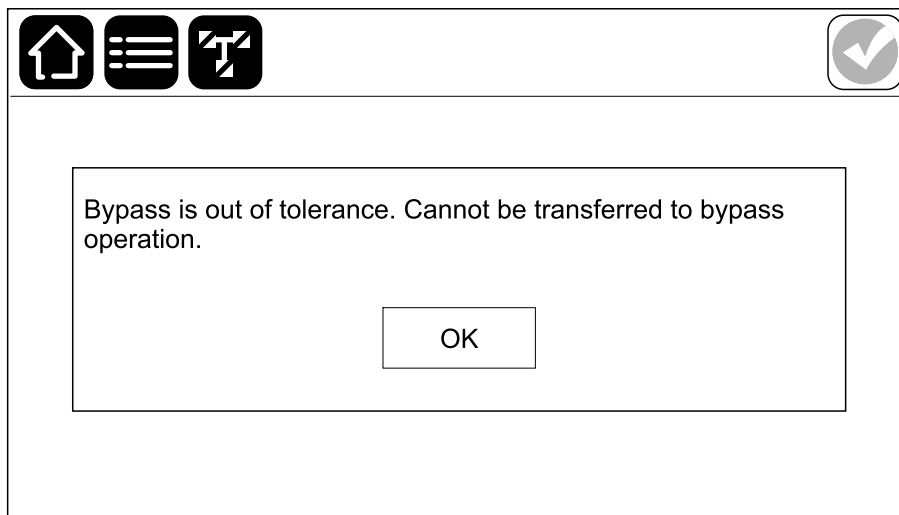 Bypass is out of tolerance. Cannot be transferred to bypass
operation.
OK